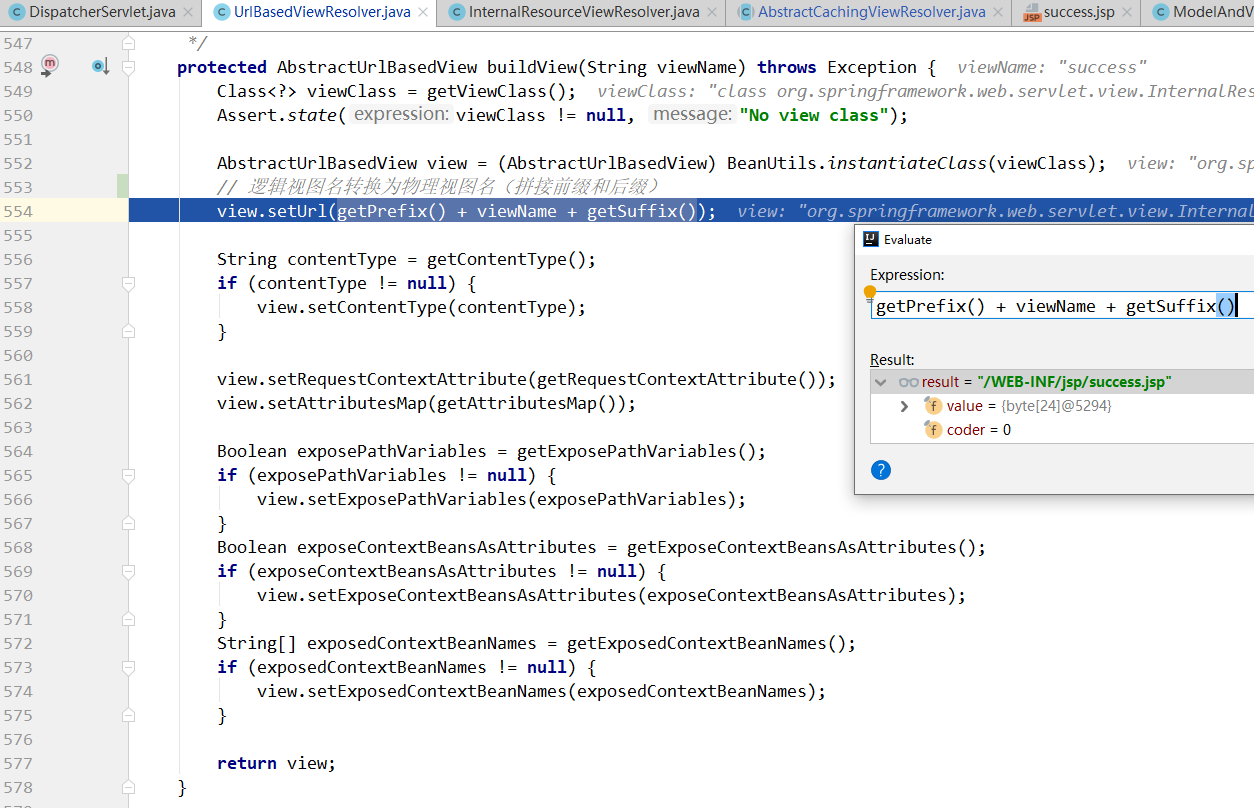 DispatcherServlet.java UrlBasedViewResolver.java InternalResourceViewResolver.java AbstractCachingViewResolver.java success.jsp ModelAndV
547 */
548 protected AbstractUrlBasedView buildView(String viewName) throws Exception { viewName: "success"
549 Class<?> viewClass = getViewClass(); viewClass: "class org.springframework.web.servlet.view.InternalRes
550 Assert.state( expression: viewClass != null, message: "No view class");
551
552 AbstractUrlBasedView view = (AbstractUrlBasedView) BeanUtils.instantiateClass(viewClass); view: "org.sp
553 // 逻辑视图名转换为物理视图名（拼接前缀和后缀）
554 view.setUrl(getPrefix() + viewName + getSuffix()); view: "org.springframework.web.servlet.view.Internal
555
556 String contentType = getContentType();
557 if (contentType != null) {
558 view.setContentType(contentType);
559 }
560
561 view.setRequestContextAttribute(getRequestContextAttribute());
562 view.setAttributesMap(getAttributesMap());
563
564 Boolean exposePathVariables = getExposePathVariables();
565 if (exposePathVariables != null) {
566 view.setExposePathVariables(exposePathVariables);
567 }
568 Boolean exposeContextBeansAsAttributes = getExposeContextBeansAsAttributes();
569 if (exposeContextBeansAsAttributes != null) {
570 view.setExposeContextBeansAsAttributes(exposeContextBeansAsAttributes);
571 }
572 String[] exposedContextBeanNames = getExposedContextBeanNames();
573 if (exposedContextBeanNames != null) {
574 view.setExposedContextBeanNames(exposedContextBeanNames);
575 }
576
577 return view;
578 }
Evaluate
Expression:
getPrefix() + viewName + getSuffix()
Result:
result = "/WEB-INF/jsp/success.jsp"
value = {byte[24]@5294}
coder = 0